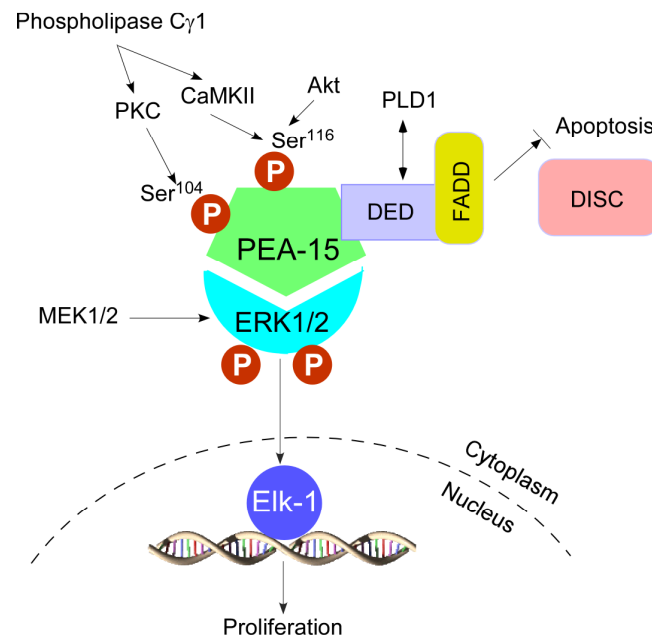 Phospholipase Cγ1
PKC
CaMKII
Akt
PLD1
Apoptosis
Ser116
P
Ser104
P
DED
FADD
DISC
PEA-15
MEK1/2
ERK1/2
P
P
Cytoplasm
Nucleus
Elk-1
Proliferation